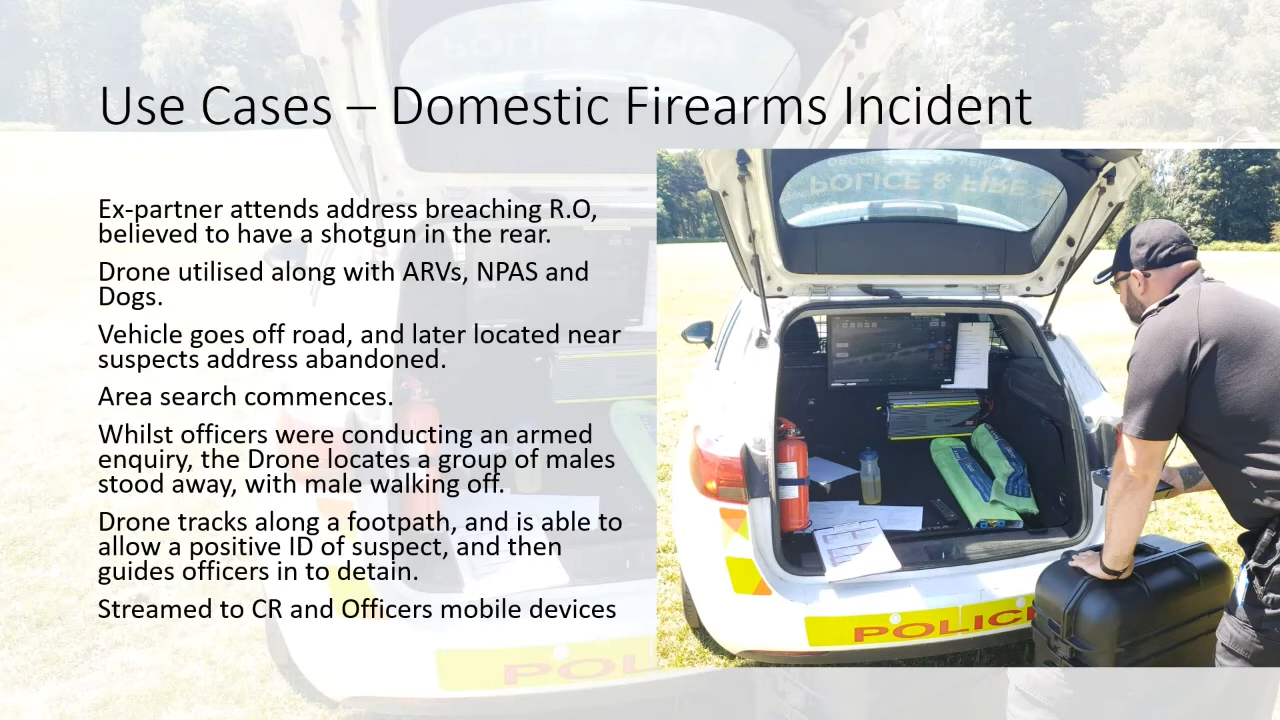 Use Cases – Domestic Firearms Incident
Ex-partner attends address breaching R.O,
believed to have a shotgun in the rear.
Drone utilised along with ARVs, NPAS and
Dogs.
Vehicle goes off road, and later located near
suspects address abandoned.
Area search commences.
Whilst officers were conducting an armed
enquiry, the Drone locates a group of males
stood away, with male walking off.
Drone tracks along a footpath, and is able to
allow a positive ID of suspect, and then
guides officers in to detain.
Streamed to CR and Officers mobile devices
POLICE & FIRE
POLICE